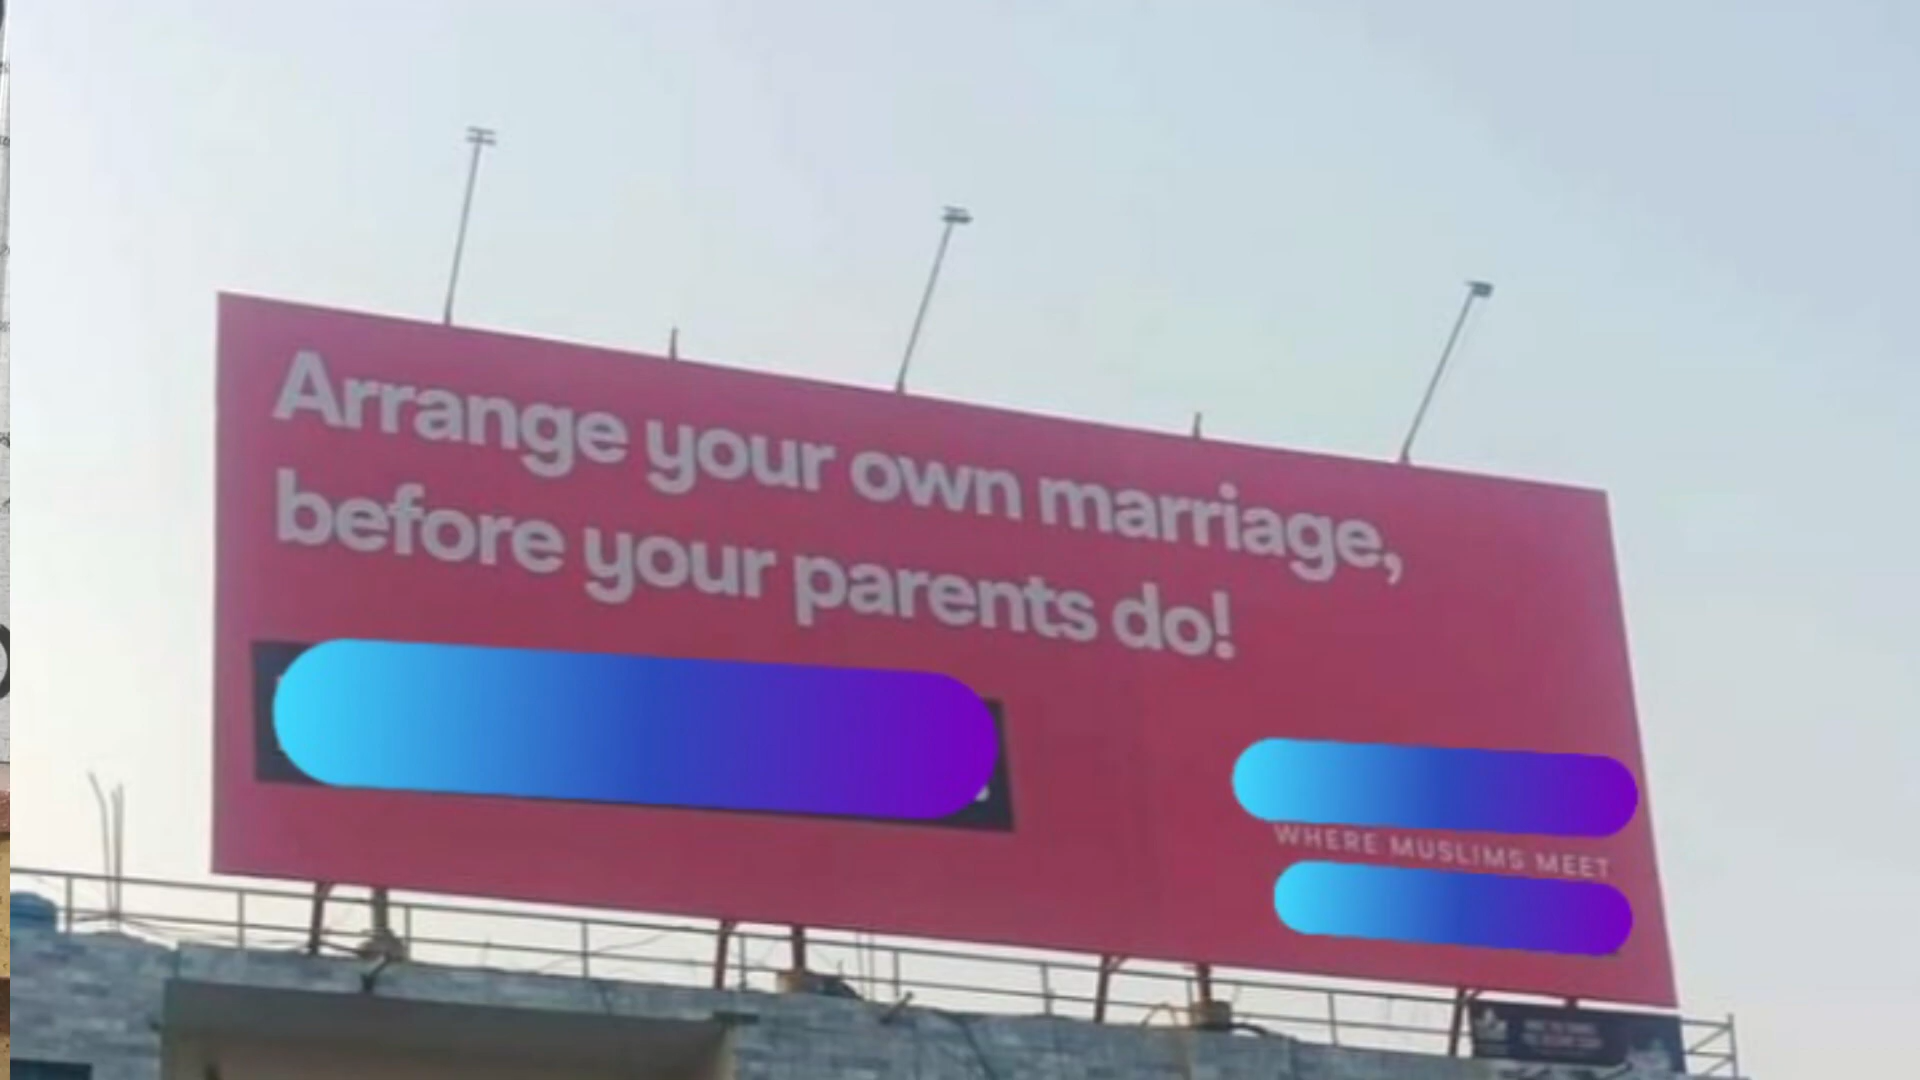 Arrange your own marriage,
before your parents do!
WHERE MUSLIMS MEET